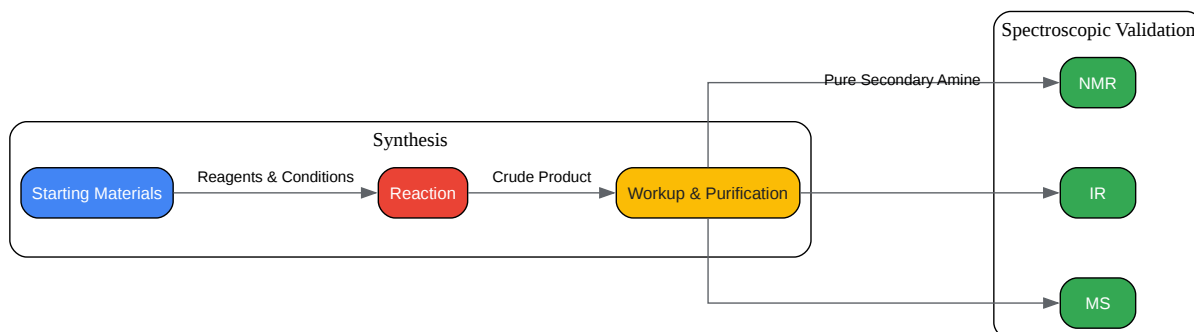 Spectroscopic Validation
Pure Secondary Amine
NMR
Synthesis
Starting Materials
Reagents & Conditions
Reaction
Crude Product
Workup & Purification
IR
MS